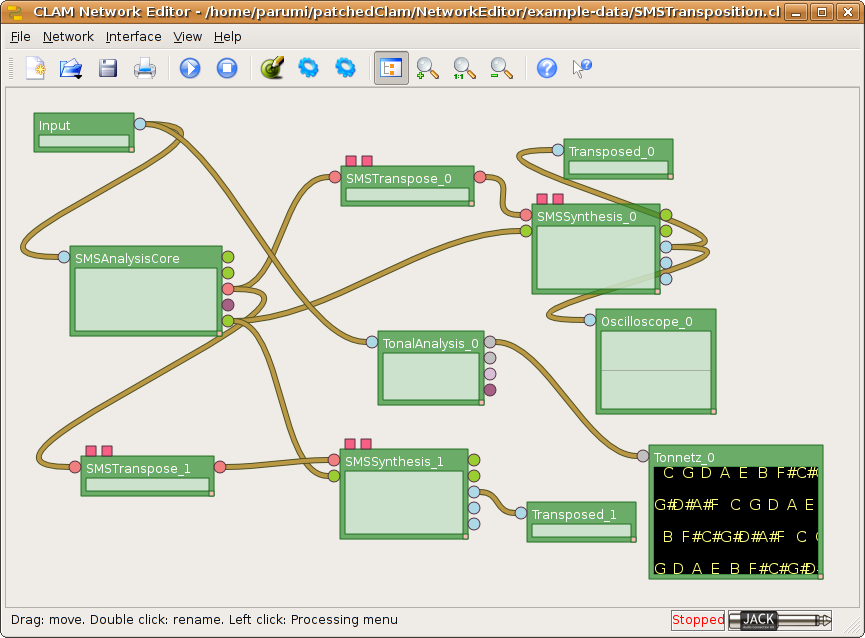 CLAM Network Editor - /home/parumi/patchedClam/NetworkEditor/example-data/SMSTransposition.cl
File Network Interface View Help
1:1
Input
Transposed_0
SMSTranspose_0
SMSSynthesis_0
SMSAnalysisCore
Oscilloscope_0
TonalAnalysis_0
SMSTranspose_1
SMSSynthesis_1
Transposed_1
Tonnetz_0
C G D A E B F# C# G#
G# D# A# F C G D A E
B F# C# G# D# A# F C
G D A E B F# C# G# D
Drag: move. Double click: rename. Left click: Processing menu
Stopped
JACK